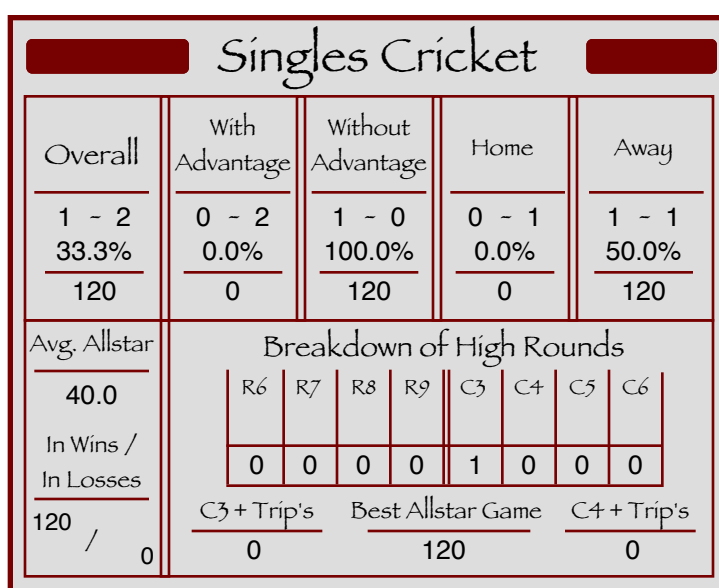 Singles Cricket
Overall
1 ~ 2
33.3%
120
With
Advantage
0 ~ 2
0.0%
0
Without
Advantage
1 ~ 0
100.0%
120
Home
0 ~ 1
0.0%
0
Away
1 ~ 1
50.0%
120
Avg. Allstar
40.0
In Wins /
In Losses
120 / 0
Breakdown of High Rounds
R6 R7 R8 R9 C3 C4 C5 C6
0 0 0 0 1 0 0 0
C3 + Trip's Best Allstar Game C4 + Trip's
0 120 0